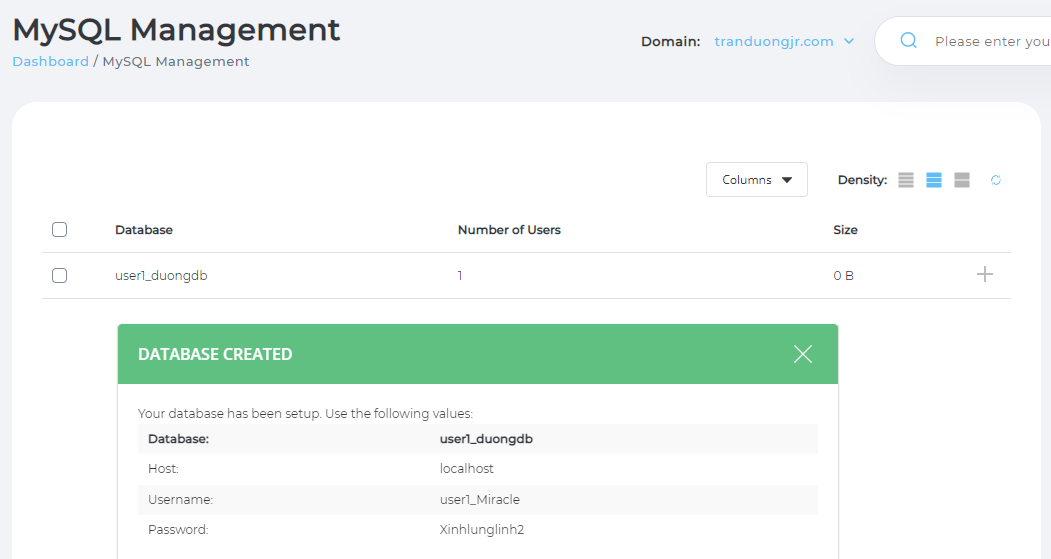 MySQL Management
Dashboard / MySQL Management
Domain: tranduongjr.com
Please enter you
Columns
Density:
Database Number of Users Size
user1_duongdb 1 0 B
DATABASE CREATED
Your database has been setup. Use the following values:
Database: user1_duongdb
Host: localhost
Username: user1_Miracle
Password: Xinhlunglinh2